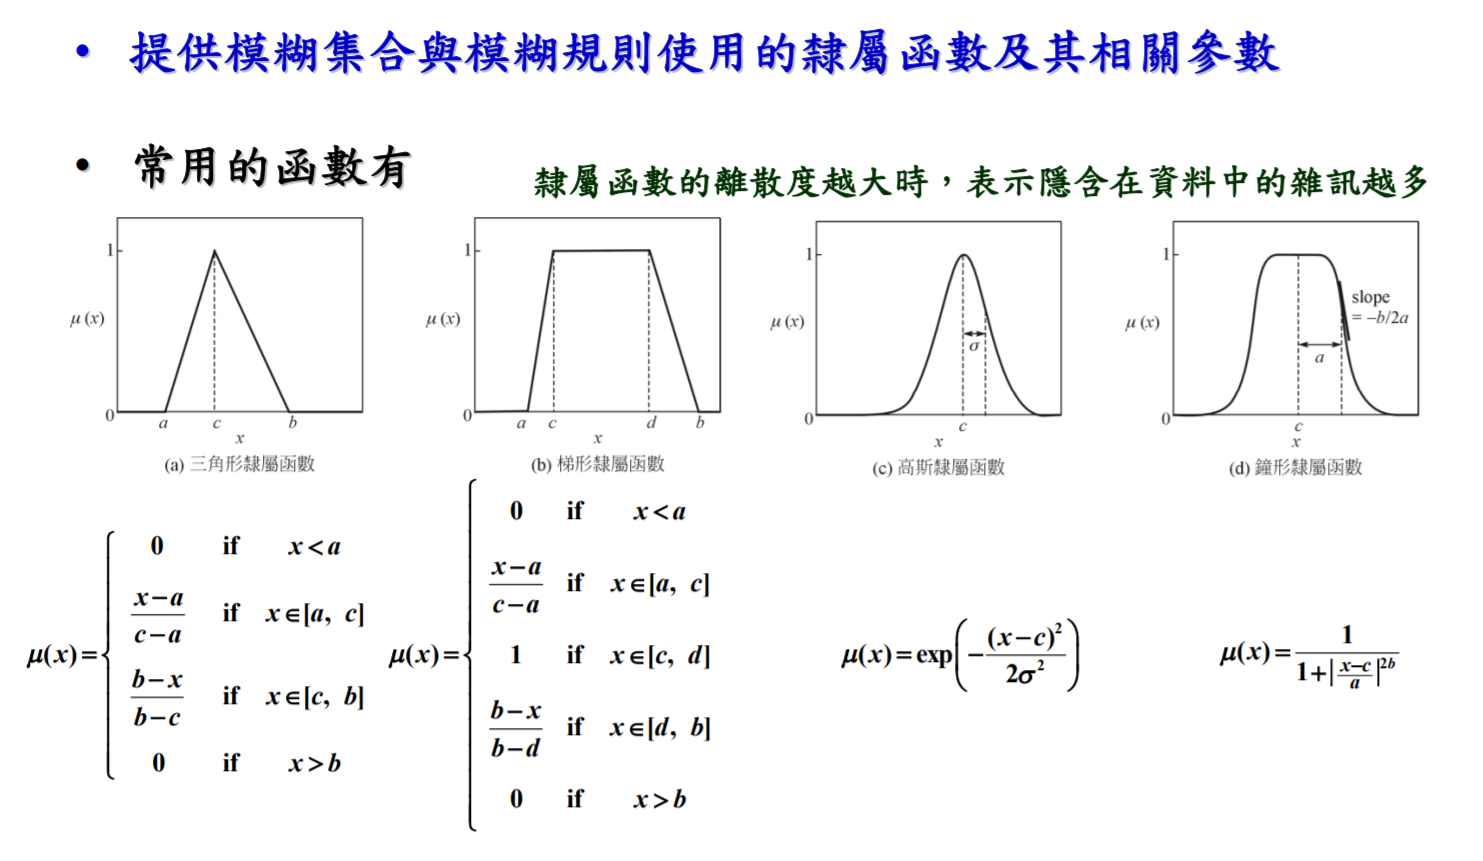 • 提供模糊集合與模糊規則使用的隸屬函數及其相關參數
• 常用的函數有
隸屬函數的離散度越大時，表示隱含在資料中的雜訊越多
1
μ (x)
0
a c b
x
(a) 三角形隸屬函數
1
μ (x)
0
a c d b
x
(b) 梯形隸屬函數
1
μ (x)
σ
0
c
x
(c) 高斯隸屬函數
1
μ (x)
slope
= –b/2a
a
0
c
x
(d) 鐘形隸屬函數
μ(x)= { 0 if x<a
(x−a)/(c−a) if x∈[a, c]
(b−x)/(b−c) if x∈[c, b]
0 if x>b
μ(x)= { 0 if x<a
(x−a)/(c−a) if x∈[a, c]
1 if x∈[c, d]
(b−x)/(b−d) if x∈[d, b]
0 if x>b
μ(x)=exp(−(x−c)²/2σ²)
μ(x)=1/(1+|(x−c)/a|^2b)